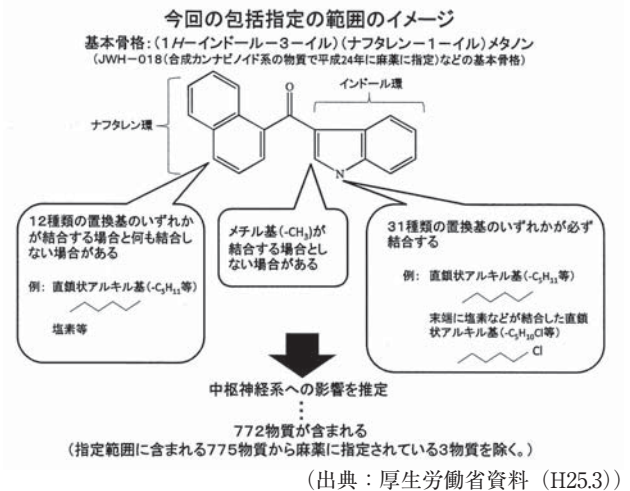 今回の包括指定の範囲のイメージ
基本骨格：(1H－インドール－3－イル)(ナフタレン－1－イル)メタノン
(JWH－018(合成カンナビノイド系の物質で平成24年に麻薬に指定)などの基本骨格)
インドール環
O
ナフタレン環
N
12種類の置換基のいずれか
が結合する場合と何も結合し
ない場合がある
例：直鎖状アルキル基(-C₅H₁₁等)
塩素等
メチル基(-CH₃)が
結合する場合とし
ない場合がある
31種類の置換基のいずれかが必ず
結合する
例：直鎖状アルキル基(-C₅H₁₁等)
末端に塩素などが結合した直鎖
状アルキル基(-C₅H₁₀Cl等)
Cl
中枢神経系への影響を推定
772物質が含まれる
(指定範囲に含まれる775物質から麻薬に指定されている3物質を除く。)
(出典：厚生労働省資料（H25.3))